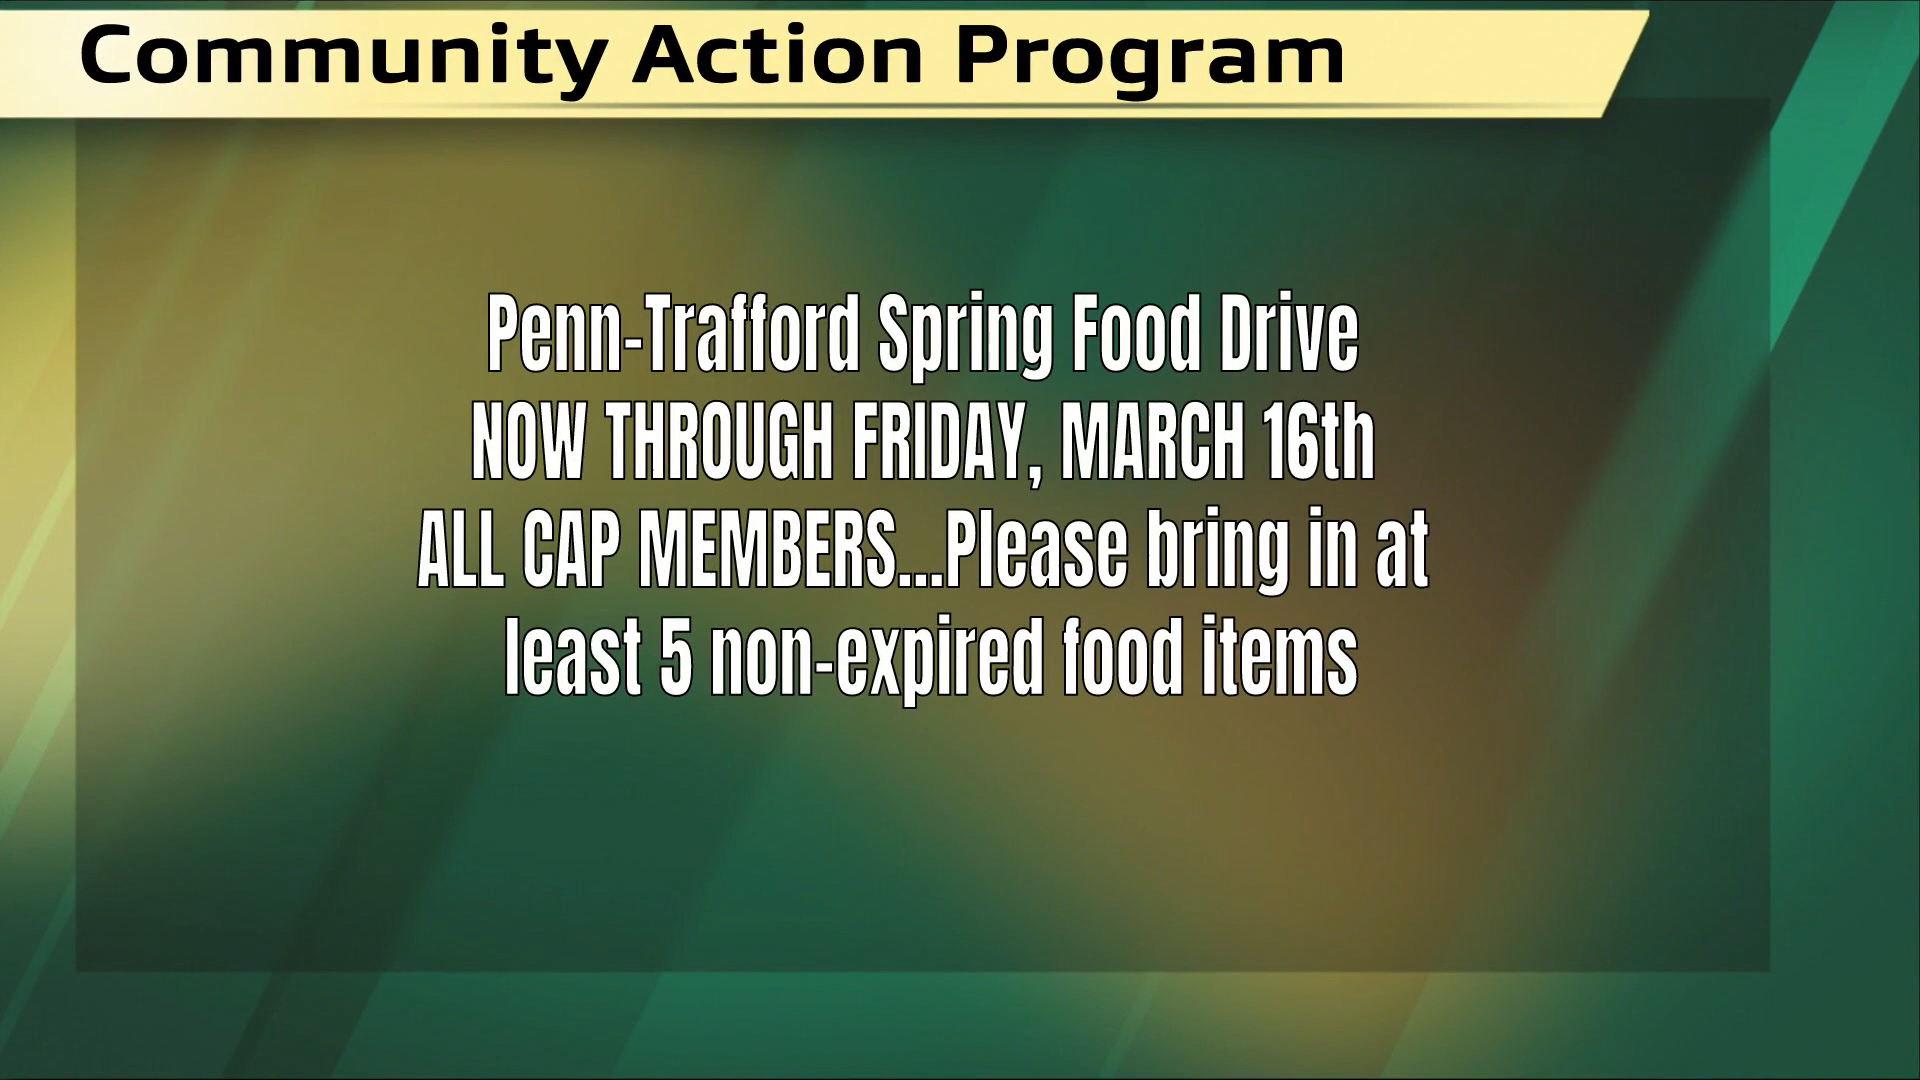 Community Action Program
Penn-Trafford Spring Food Drive
NOW THROUGH FRIDAY, MARCH 16th
ALL CAP MEMBERS...Please bring in at
least 5 non-expired food items